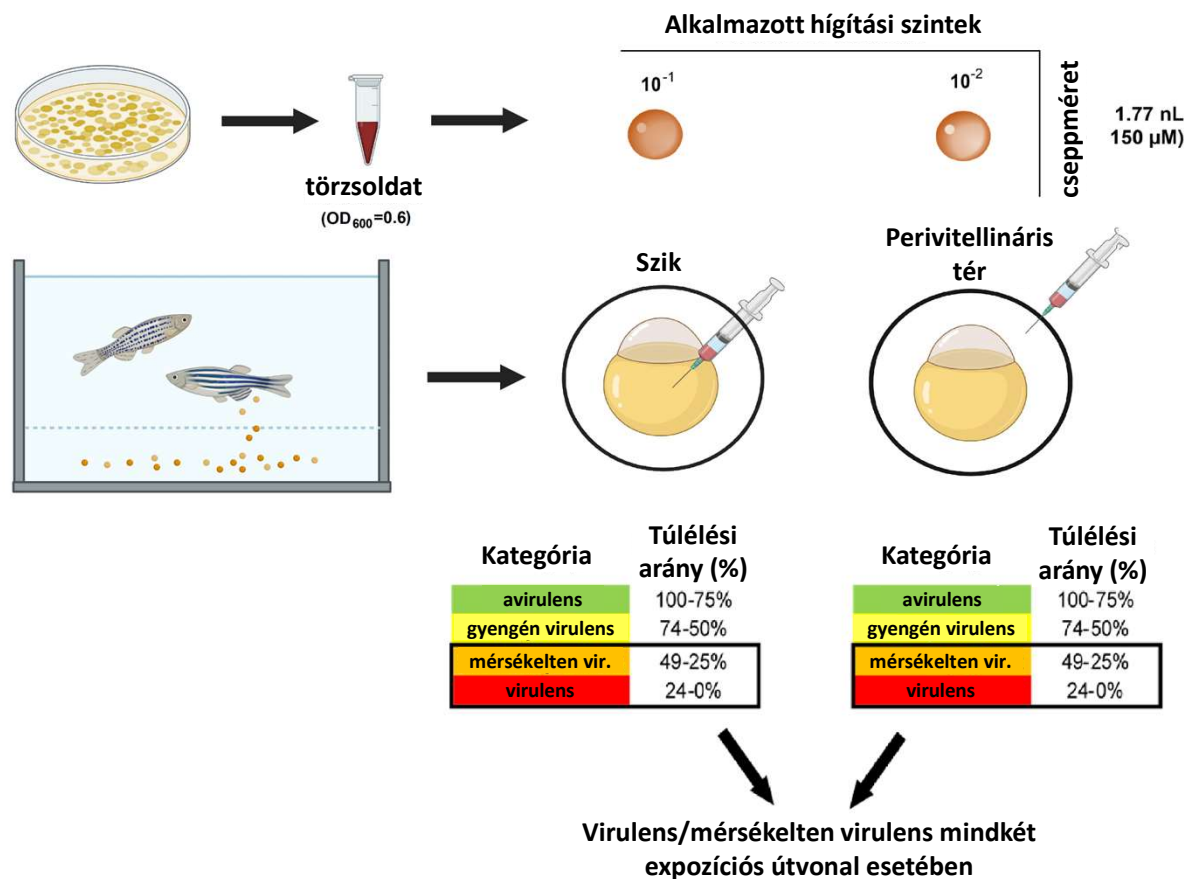 Alkalmazott hígítási szintek
10⁻¹
10⁻²
cseppméret
1.77 nL
150 µM)
törzsoldat
(OD₆₀₀=0.6)
Szik
Perivitellináris
tér
Kategória
Túlélési
arány (%)
avirulens 100-75%
gyengén virulens 74-50%
mérsékelten vir. 49-25%
virulens 24-0%
Kategória
Túlélési
arány (%)
avirulens 100-75%
gyengén virulens 74-50%
mérsékelten vir. 49-25%
virulens 24-0%
Virulens/mérsékelten virulens mindkét
expozíciós útvonal esetében